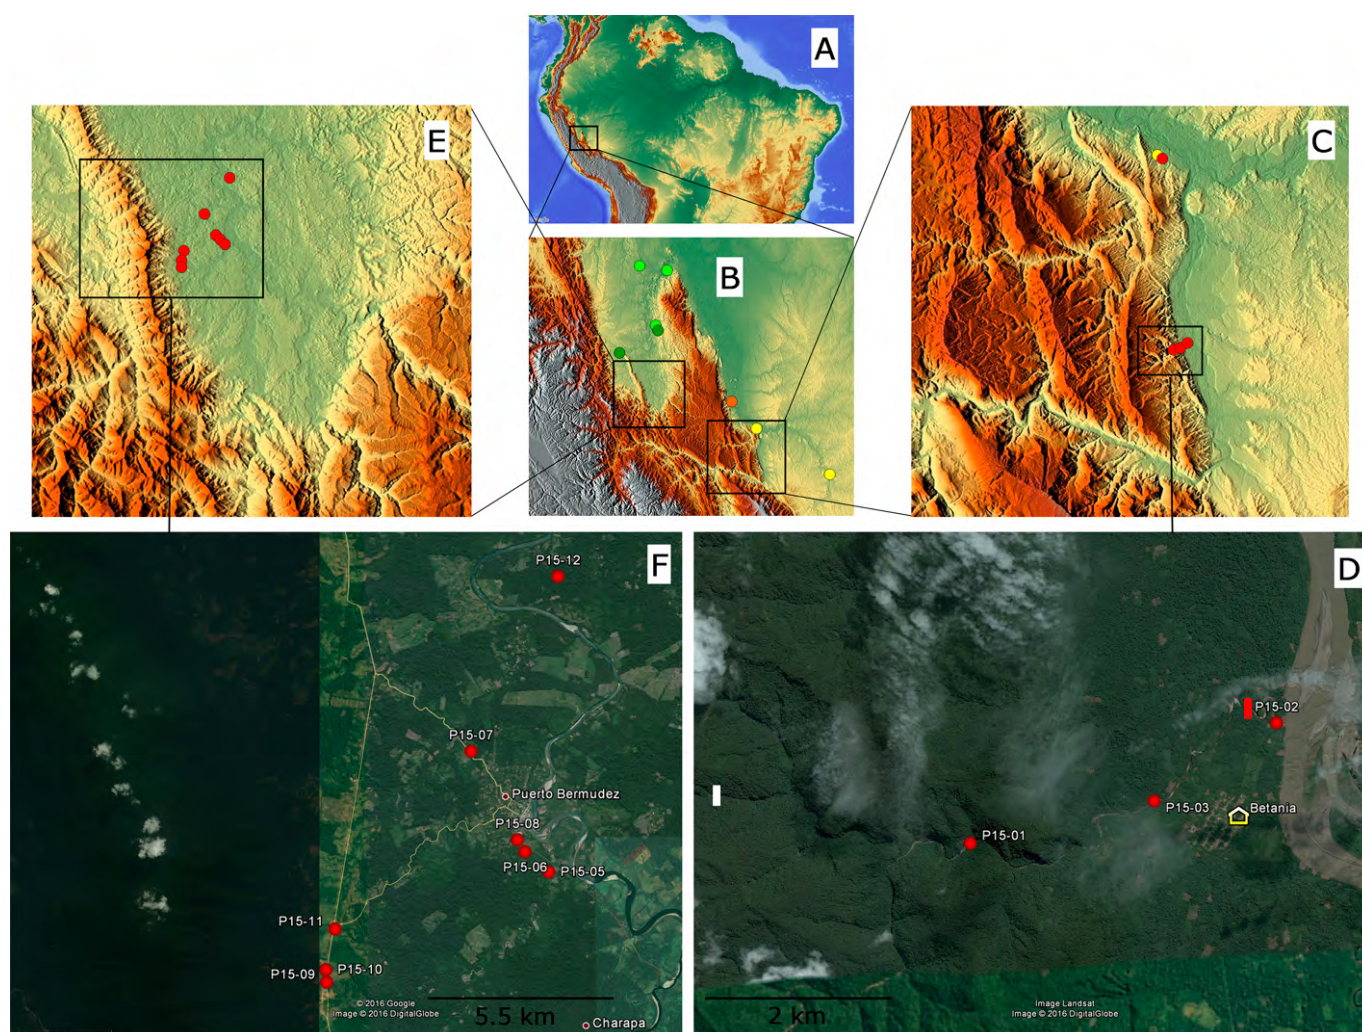 A
E
C
B
P15-12
F
D
P15-02
P15-07
Puerto Bermudez
P15-03
Betania
P15-08
P15-01
P15-06
P15-05
P15-11
P15-09
P15-10
© 2016 Google
Image © 2016 DigitalGlobe
5.5 km
Charapa
2 km
Image Landsat
Image © 2016 DigitalGlobe